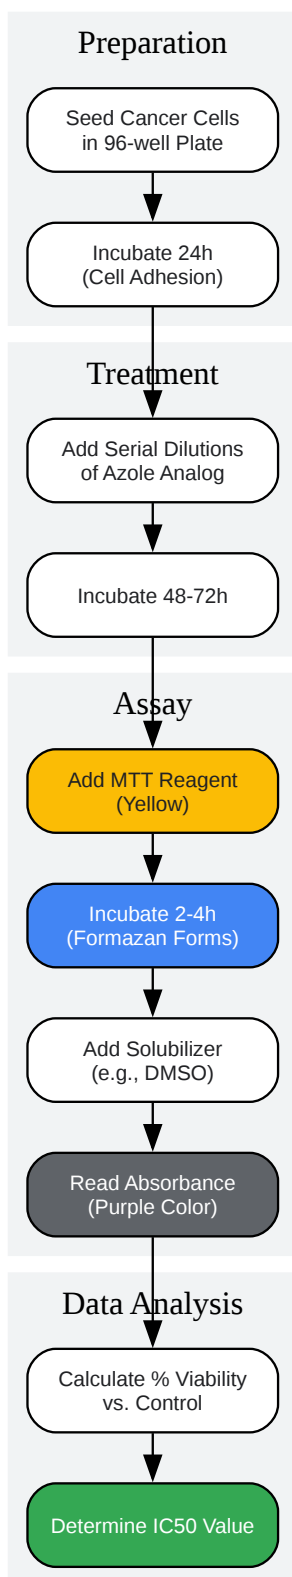 Preparation
Seed Cancer Cells
in 96-well Plate
Incubate 24h
(Cell Adhesion)
Treatment
Add Serial Dilutions
of Azole Analog
Incubate 48-72h
Assay
Add MTT Reagent
(Yellow)
Incubate 2-4h
(Formazan Forms)
Add Solubilizer
(e.g., DMSO)
Read Absorbance
(Purple Color)
Data Analysis
Calculate % Viability
vs. Control
Determine IC50 Value